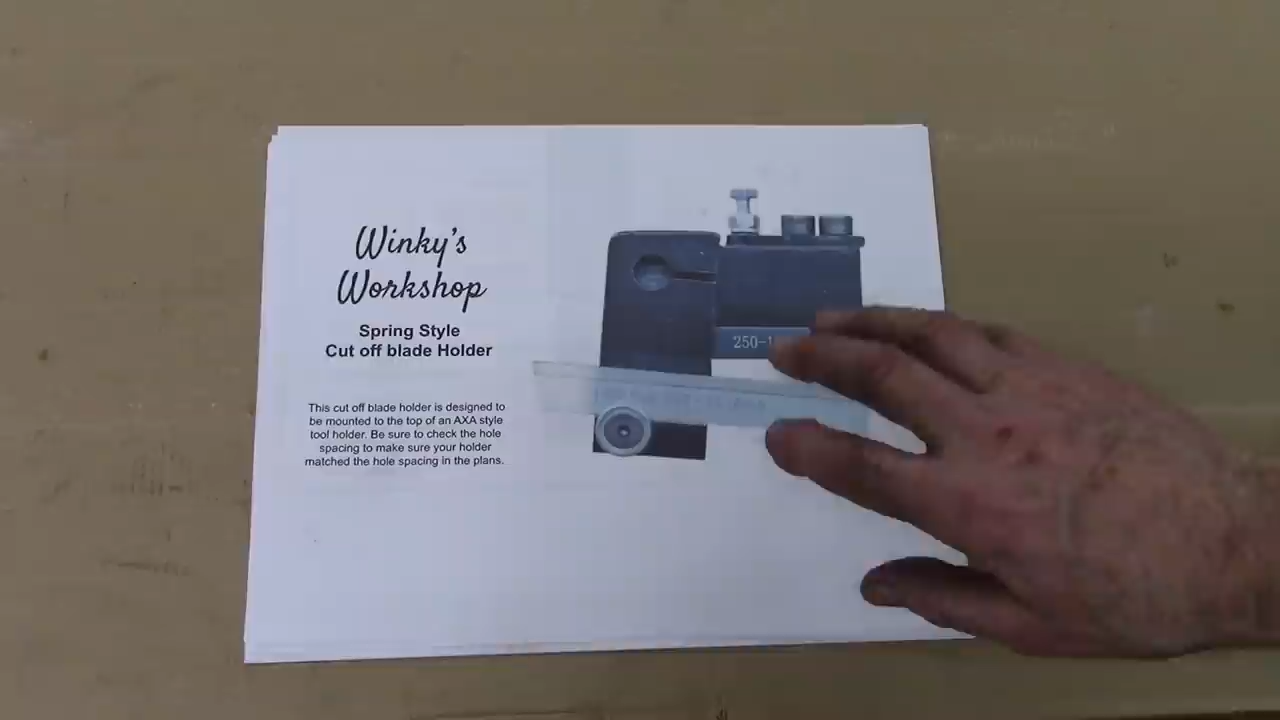 Winky's
Workshop
Spring Style
Cut off blade Holder
This cut off blade holder is designed to
be mounted to the top of an AXA style
tool holder. Be sure to check the hole
spacing to make sure your holder
matched the hole spacing in the plans.
250-1